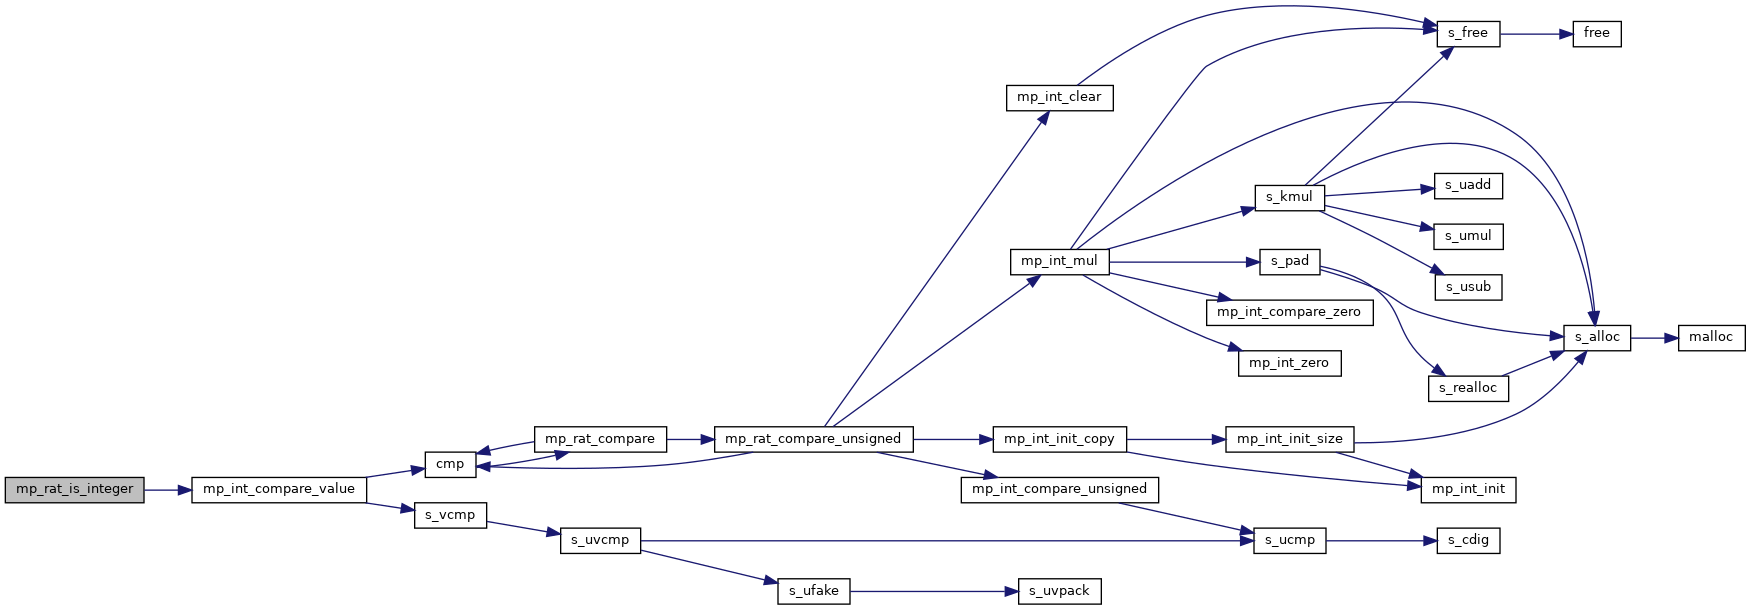 s_free
free
mp_int_clear
s_uadd
s_kmul
s_umul
mp_int_mul
s_pad
s_usub
mp_int_compare_zero
s_alloc
malloc
mp_int_zero
s_realloc
mp_rat_compare
mp_rat_compare_unsigned
mp_int_init_copy
mp_int_init_size
cmp
mp_rat_is_integer
mp_int_compare_value
mp_int_compare_unsigned
mp_int_init
s_vcmp
s_uvcmp
s_ucmp
s_cdig
s_ufake
s_uvpack